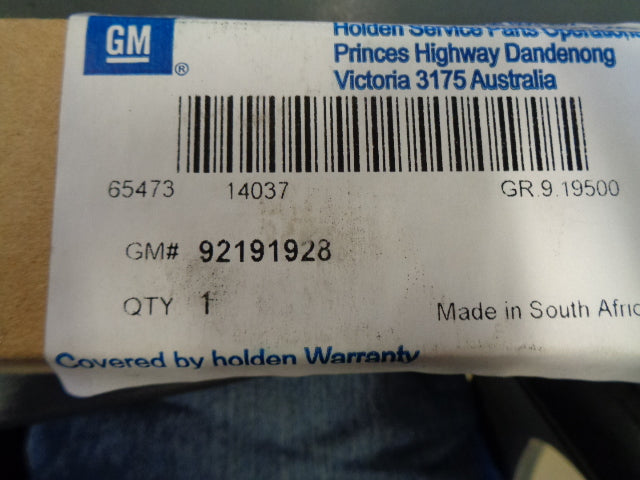 GM
®
Holden Service Parts Operations
Princes Highway Dandenong
Victoria 3175 Australia
65473 14037 GR.9.19500
GM# 92191928
QTY 1
Made in South Afric
Covered by holden Warranty